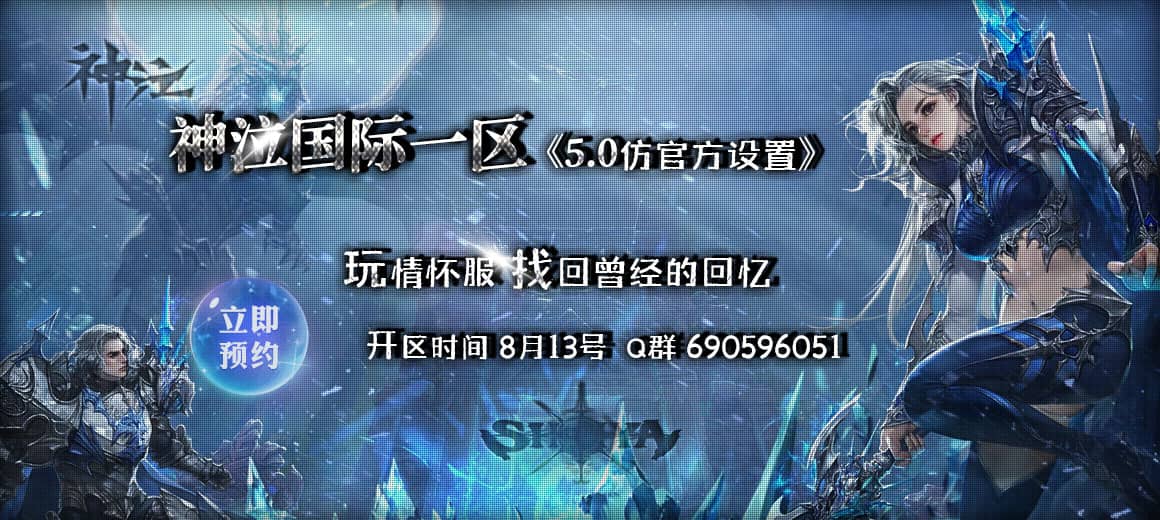 神泣
神泣国际一区《5.0仿官方设置》
玩情怀服 找回曾经的回忆
立即
预约
开区时间 8月13号 Q群 690596051
SHAIYA